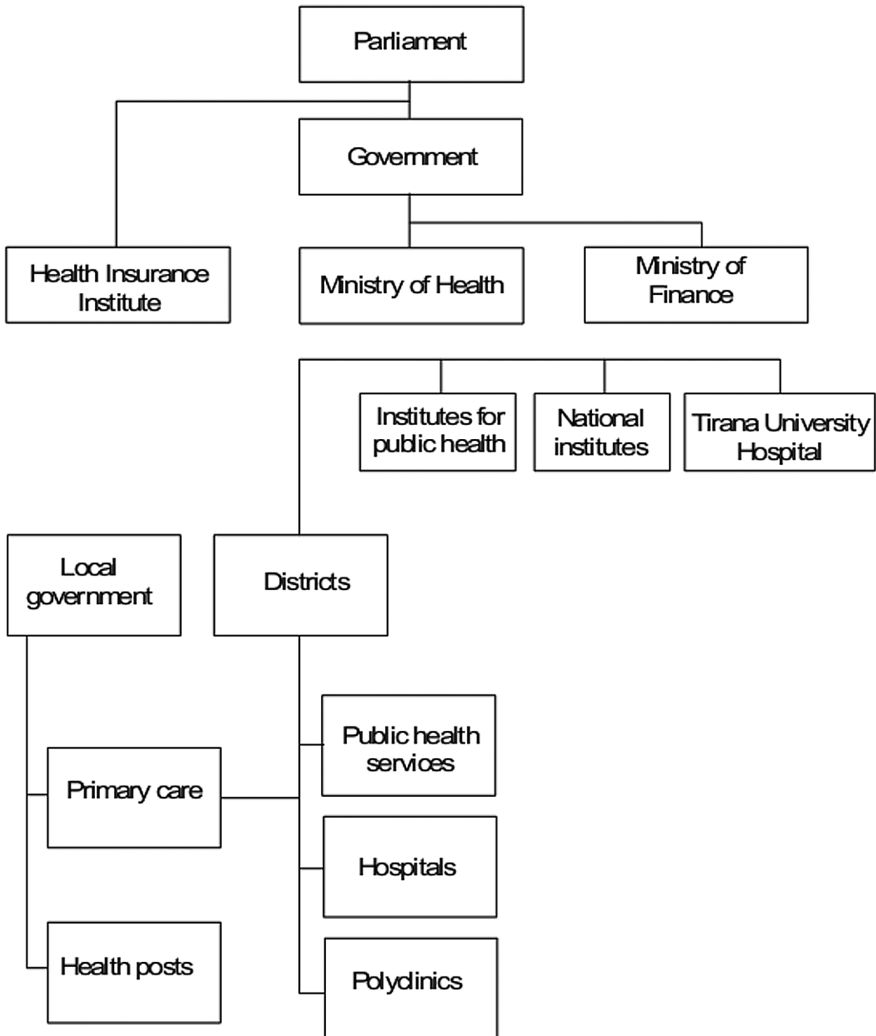 Parliament
Government
Health Insurance
Institute
Ministry of Health
Ministry of
Finance
Institutes for
public health
National
institutes
Tirana University
Hospital
Local
government
Districts
Public health
services
Primary care
Hospitals
Health posts
Polyclinics